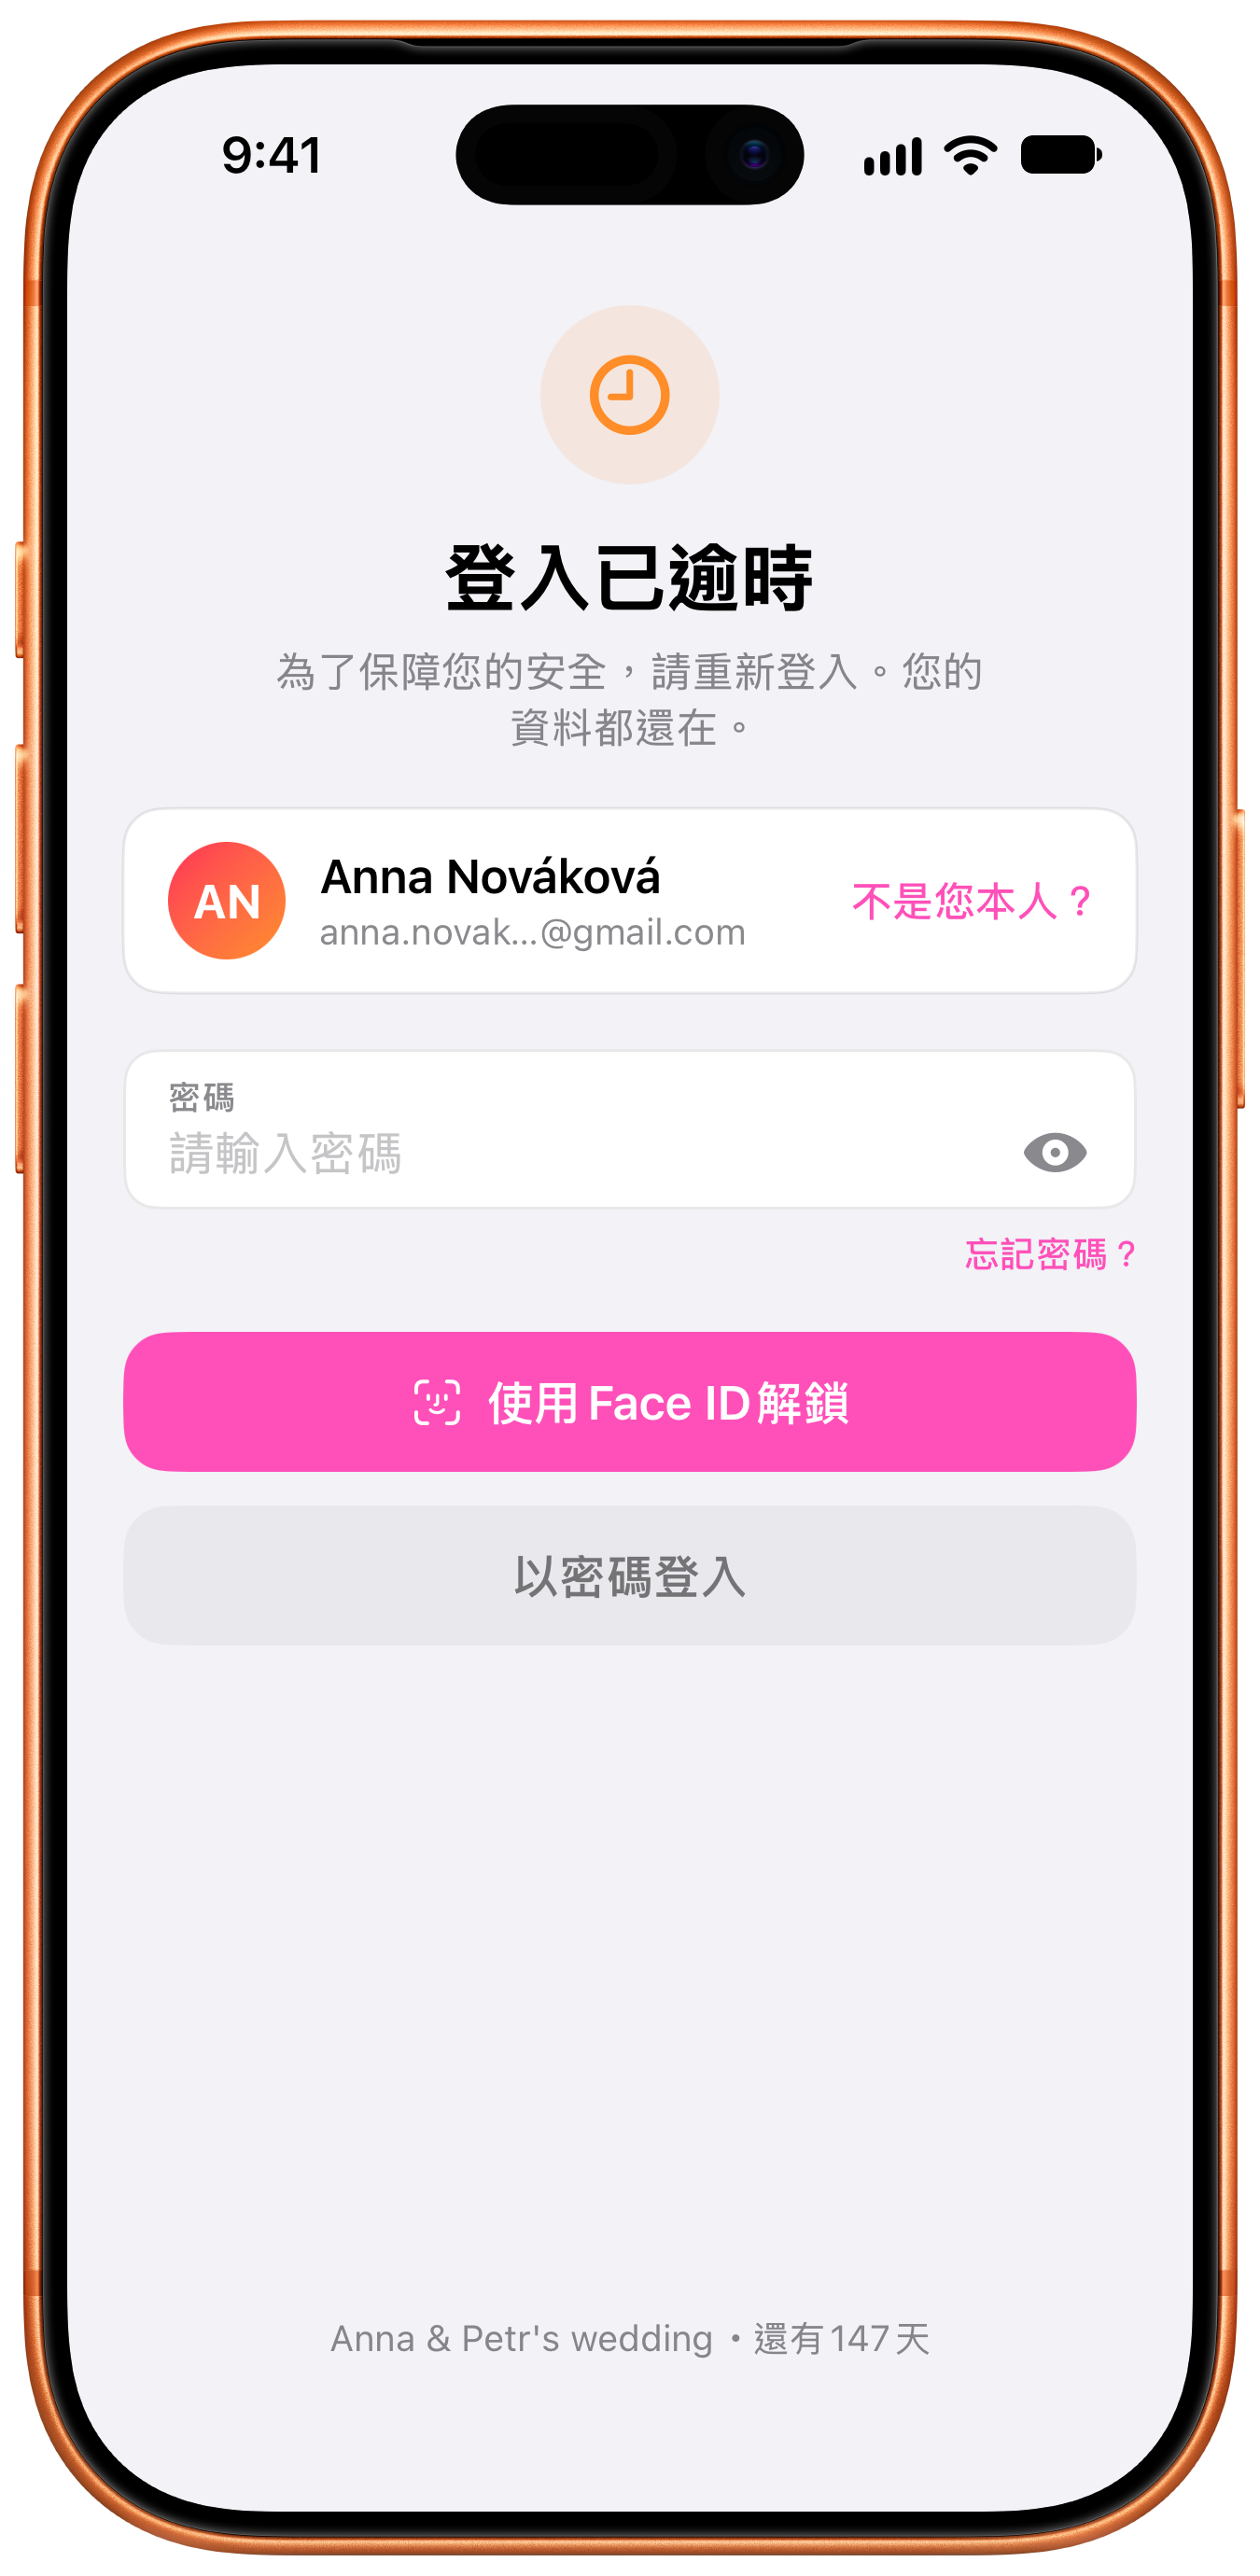 9:41
登入已逾時
為了保障您的安全，請重新登入。您的
資料都還在。
AN
Anna Nováková
不是您本人？
anna.novak...@gmail.com
密碼
請輸入密碼
忘記密碼？
使用 Face ID 解鎖
以密碼登入
Anna & Petr's wedding・還有 147 天